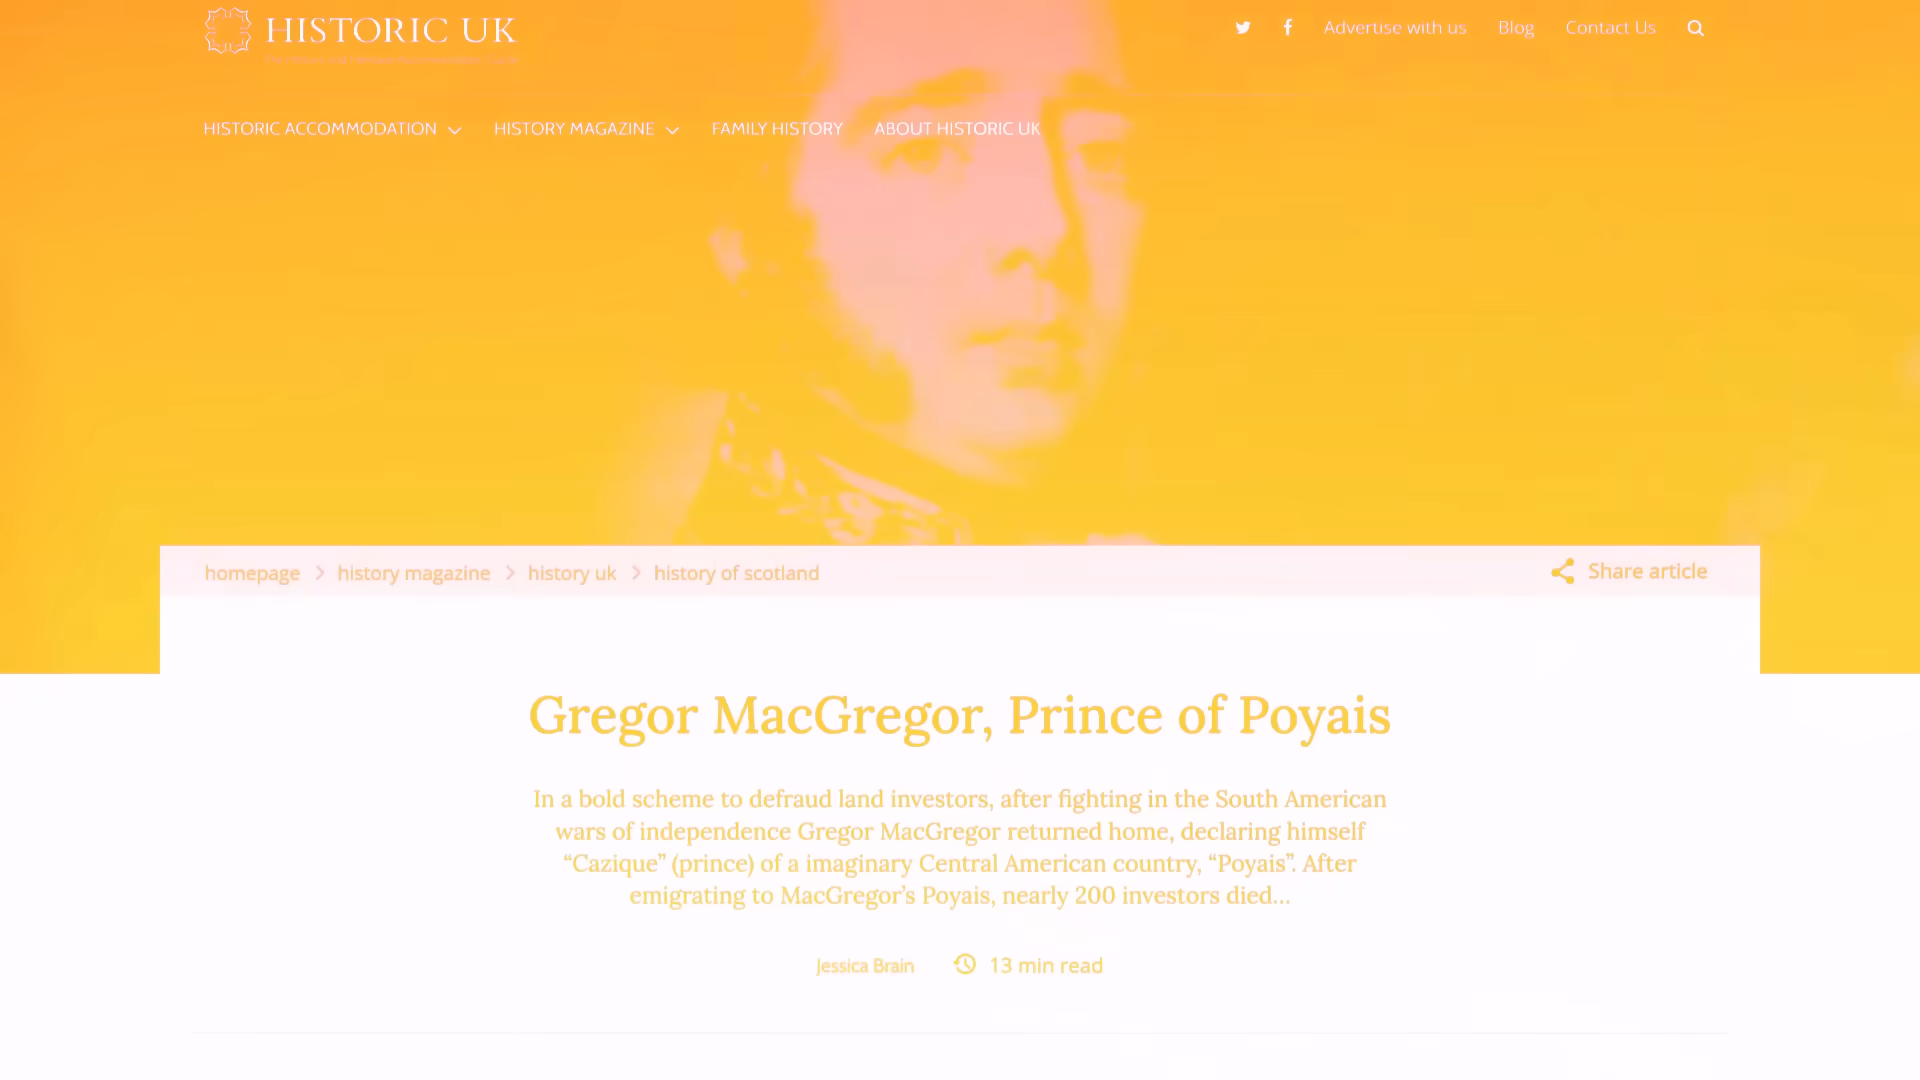 HISTORIC UK
Advertise with us
Blog
Contact Us
HISTORIC ACCOMMODATION
HISTORY MAGAZINE
FAMILY HISTORY
ABOUT HISTORIC UK
homepage
history magazine
history uk
history of scotland
Share article
Gregor MacGregor, Prince of Poyais
In a bold scheme to defraud land investors, after fighting in the South American
wars of independence Gregor MacGregor returned home, declaring himself
“Cazique” (prince) of a imaginary Central American country, “Poyais”. After
emigrating to MacGregor’s Poyais, nearly 200 investors died...
Jessica Brain
13 min read